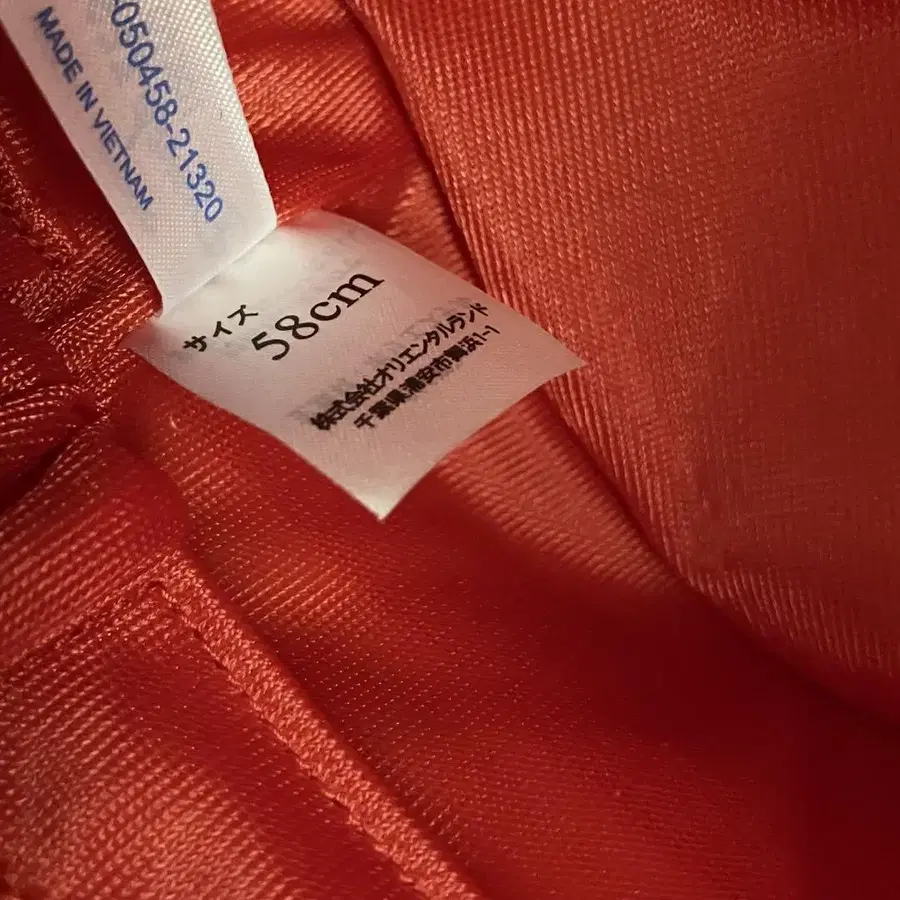 -050458-21320
MADE IN VIETNAM
サイズ
58cm
株式会社オリエンタルランド
千葉県浦安市舞浜1-1